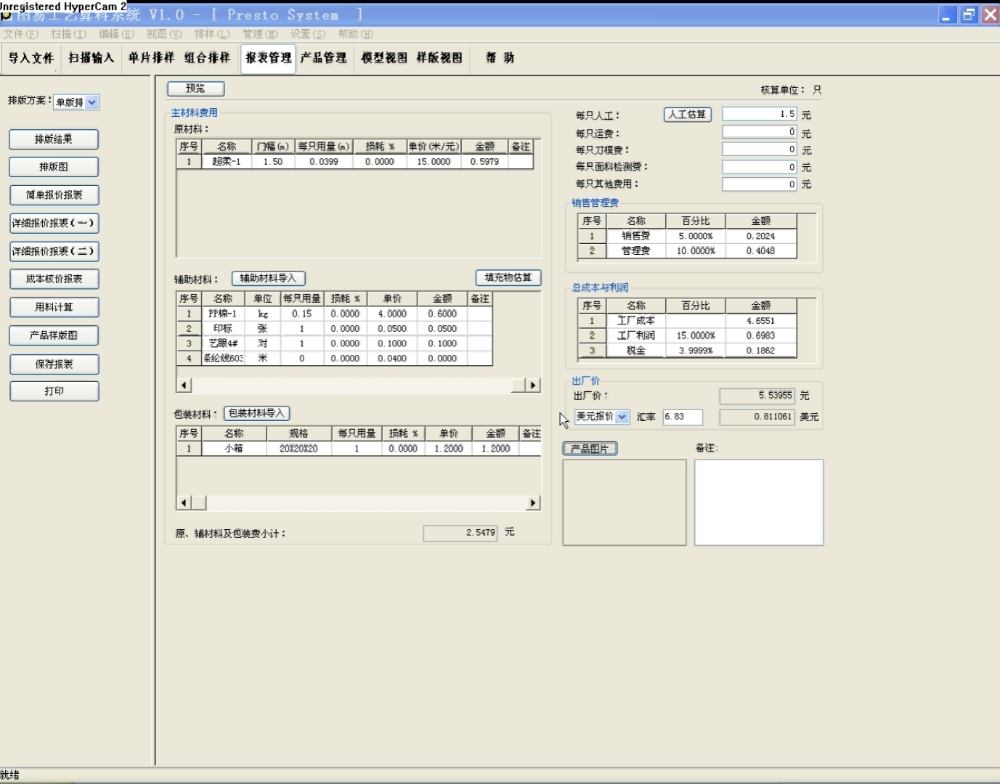 Unregistered HyperCam 2
图易工艺算料系统 V1.0 - [ Presto System ]
文件(F) 扫描(I) 编辑(E) 视图(V) 排样(L) 管理(M) 设置(S) 帮助(H)
导入文件 扫描输入 单片排样 组合排样 报表管理 产品管理 模型视图 样版视图 帮 助
排版方案: 单版排
排版结果
排版图
简单报价报表
详细报价报表(一)
详细报价报表(二)
成本核价报表
用料计算
产品样版图
保存报表
打印
预览
核算单位: 只
主材料费用
原材料:
序号 名称 门幅(m) 每只用量(m) 损耗 % 单价(米/元) 金额 备注
1 超柔-1 1.50 0.0399 0.0000 15.0000 0.5979
辅助材料: 辅助材料导入 填充物估算
序号 名称 单位 每只用量 损耗 % 单价 金额 备注
1 PP棉-1 kg 0.15 0.0000 4.0000 0.6000
2 印标 张 1 0.0000 0.0500 0.0500
3 艺眼4# 对 1 0.0000 0.1000 0.1000
4 米 0 0.0000 0.0400 0.0000
包装材料: 包装材料导入
序号 名称 规格 每只用量 损耗 % 单价 金额 备注
1 小箱 20X20X20 1 0.0000 1.2000 1.2000
原、辅材料及包装费小计: 2.5479 元
每只人工: 人工估算 1.5 元
每只运费: 0 元
每只刀模费: 0 元
每只面料检测费: 0 元
每只其他费用: 0 元
销售管理费
序号 名称 百分比 金额
1 销售费 5.0000% 0.2024
2 管理费 10.0000% 0.4048
总成本与利润
序号 名称 百分比 金额
1 工厂成本 4.6551
2 工厂利润 15.0000% 0.6983
3 税金 3.9999% 0.1862
出厂价
出厂价: 5.53955 元
美元报价 汇率 6.83 0.811061 美元
产品图片 备注:
就绪